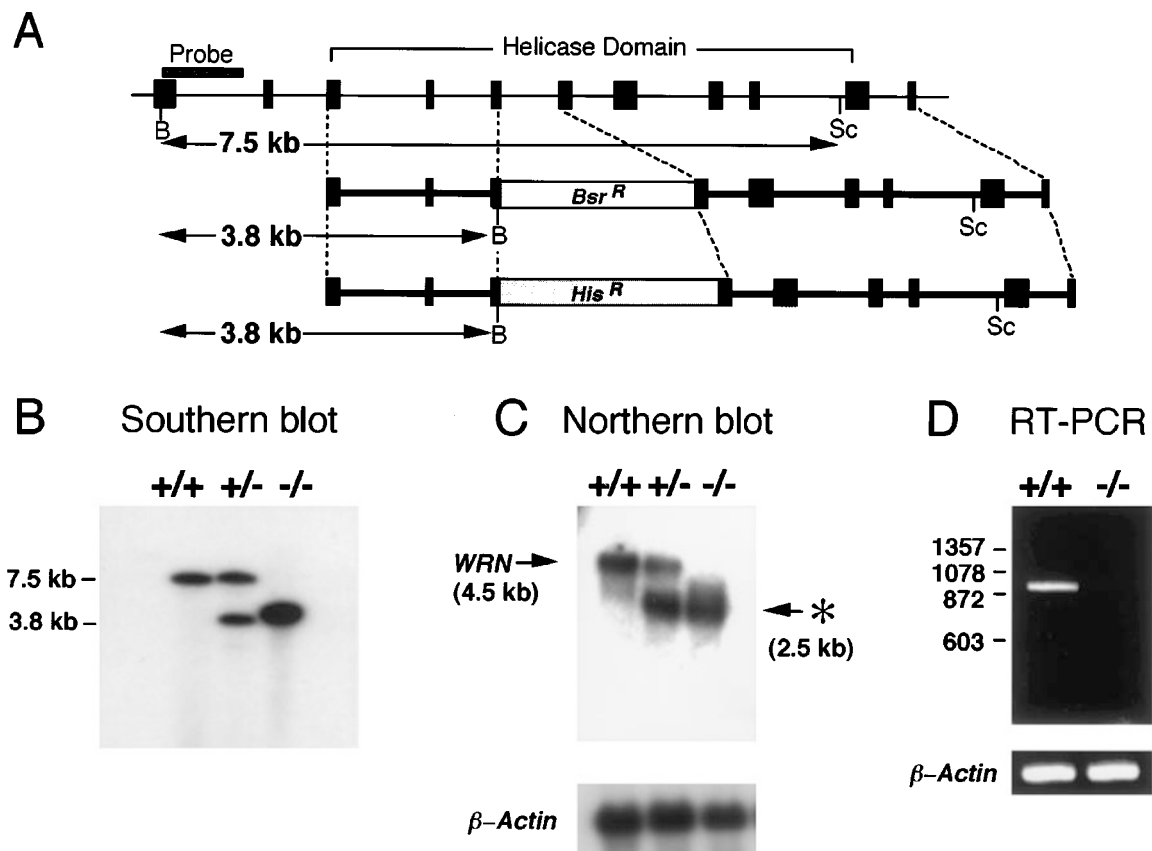 A
Probe
Helicase Domain
B
Sc
7.5 kb
Bsr R
3.8 kb
B
Sc
His R
3.8 kb
B
Sc
B Southern blot
+/+ +/- -/-
7.5 kb –
3.8 kb –
C Northern blot
+/+ +/- -/-
WRN
(4.5 kb)
*
(2.5 kb)
β–Actin
D RT-PCR
+/+ -/-
1357 –
1078 –
872 –
603 –
β–Actin